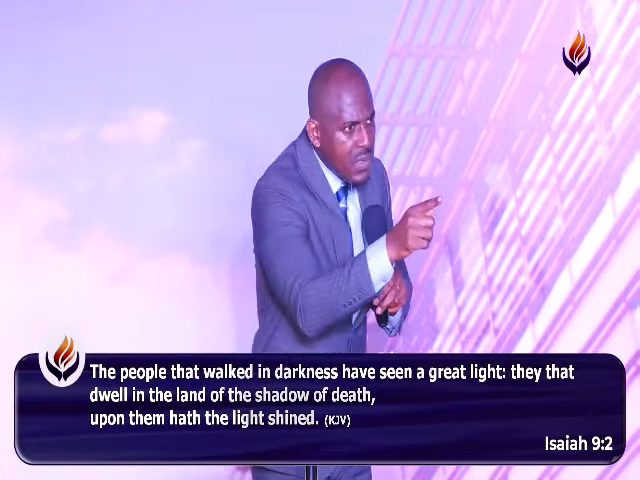 The people that walked in darkness have seen a great light: they that
dwell in the land of the shadow of death,
upon them hath the light shined. (KJV)
Isaiah 9:2